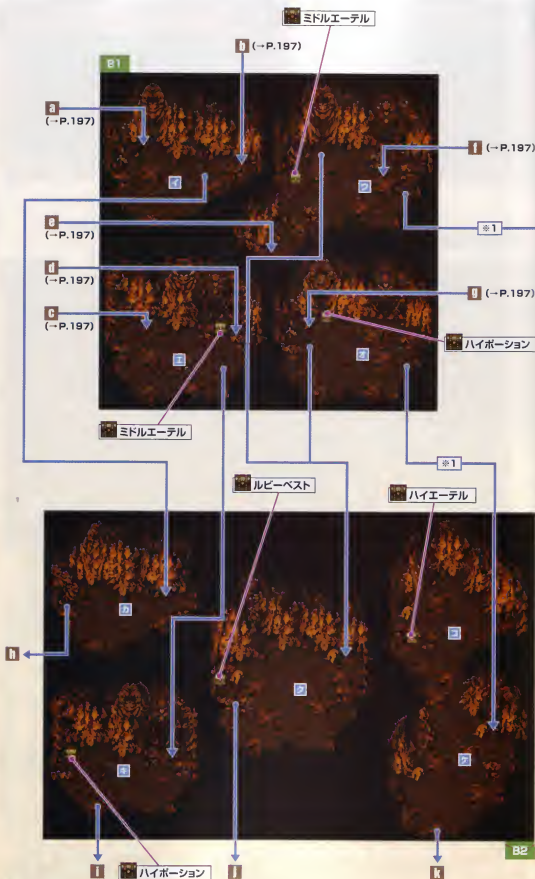 ミドルエーテル
b (→P.197)
B1
a
(→P.197)
f (→P.197)
イ
ウ
※1
e
(→P.197)
d
(→P.197)
c
(→P.197)
g (→P.197)
エ
オ
ハイポーション
ミドルエーテル
※1
ルビーベスト
ハイエーテル
カ
コ
h
ク
キ
ケ
B2
i
ハイポーション
j
k